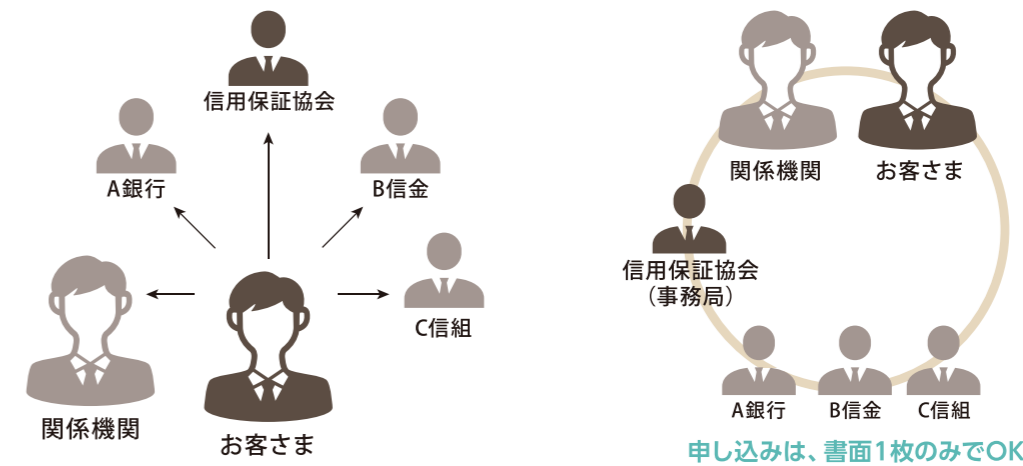 信用保証協会
A銀行
B信金
C信組
関係機関
お客さま
関係機関
お客さま
信用保証協会
（事務局）
A銀行
B信金
C信組
申し込みは、書面1枚のみでOK